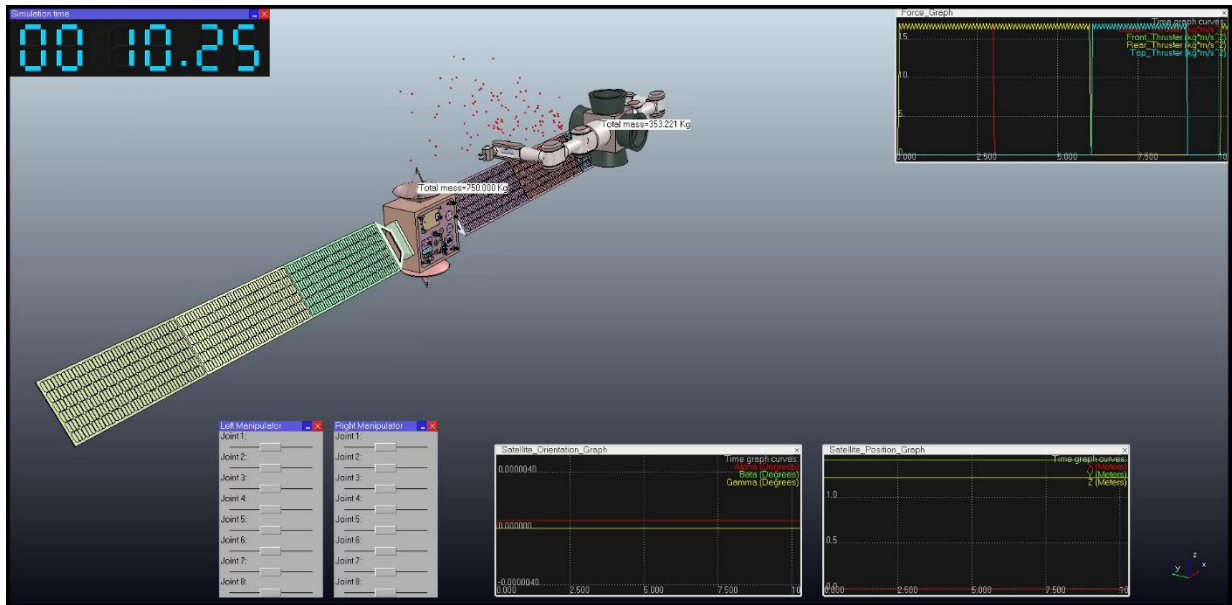 Simulation time
00 10.25
Force_Graph
Time graph curves
Front_Thruster (kg*m/s^2)
Rear_Thruster (kg*m/s^2)
Top_Thruster (kg*m/s^2)
15.
10.
5.
0.
0.000 2.500 5.000 7.500 10
Total mass=353.221 Kg
Total mass=750.000 Kg
Left Manipulator
Joint 1:
Joint 2:
Joint 3:
Joint 4:
Joint 5:
Joint 6:
Joint 7:
Joint 8:
Right Manipulator
Joint 1:
Joint 2:
Joint 3:
Joint 4:
Joint 5:
Joint 6:
Joint 7:
Joint 8:
Satellite_Orientation_Graph
Time graph curves
Alpha (Degrees)
Beta (Degrees)
Gamma (Degrees)
0.0000040
0.000000
-0.0000040
0.000 2.500 5.000 7.500 10
Satellite_Position_Graph
Time graph curves
X (Meters)
Y (Meters)
Z (Meters)
1.0
0.5
0.0
0.000 2.500 5.000 7.500 10
z
y x